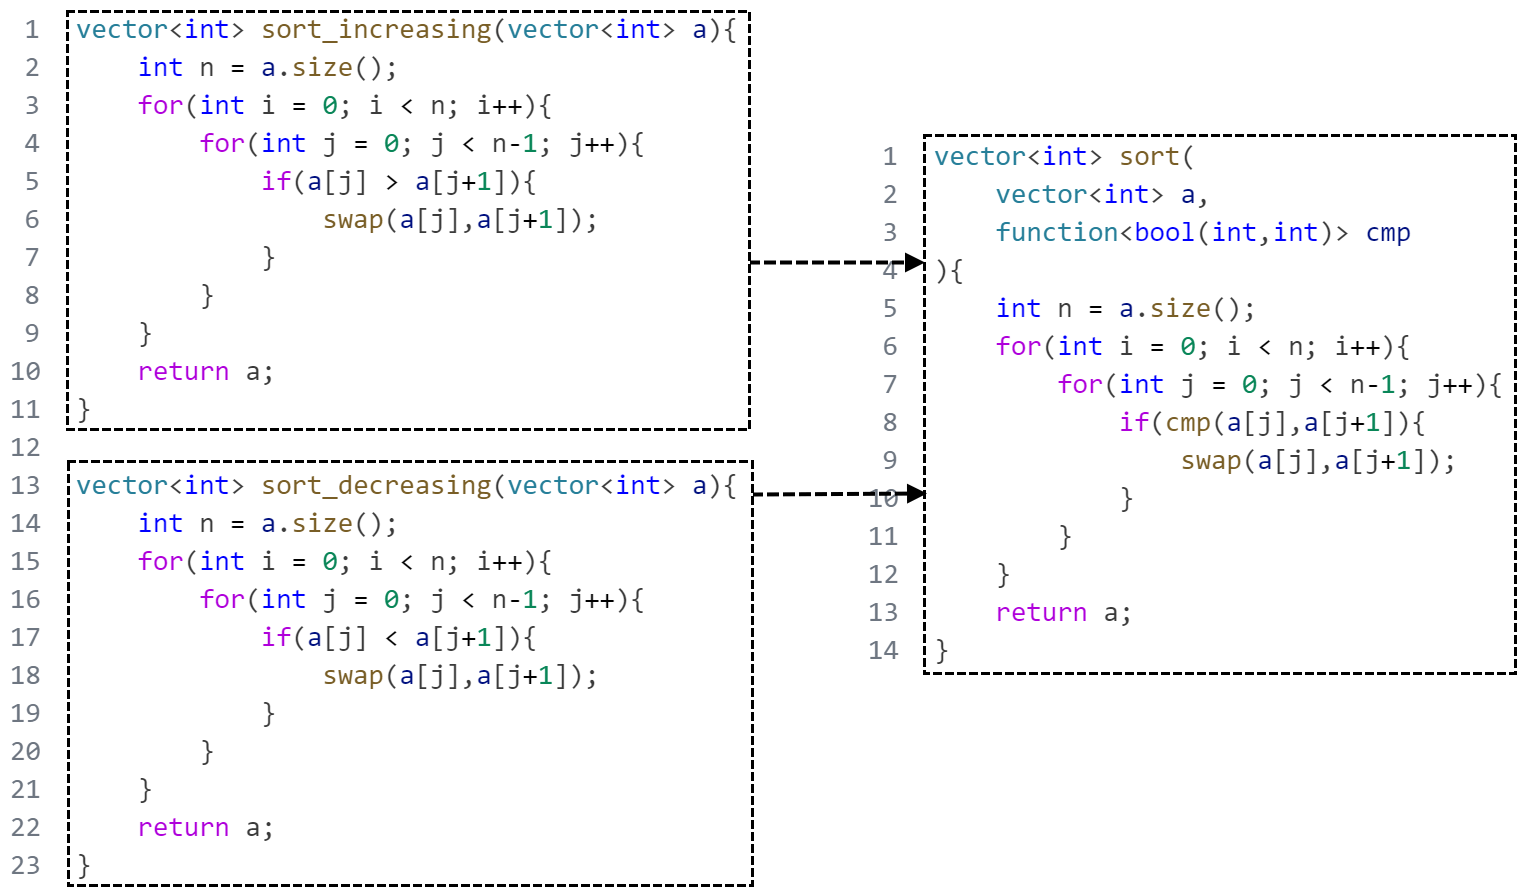 1 vector<int> sort_increasing(vector<int> a){
2     int n = a.size();
3     for(int i = 0; i < n; i++){
4         for(int j = 0; j < n-1; j++){
5             if(a[j] > a[j+1]){
6                 swap(a[j],a[j+1]);
7             }
8         }
9     }
10     return a;
11 }
12
13 vector<int> sort_decreasing(vector<int> a){
14     int n = a.size();
15     for(int i = 0; i < n; i++){
16         for(int j = 0; j < n-1; j++){
17             if(a[j] < a[j+1]){
18                 swap(a[j],a[j+1]);
19             }
20         }
21     }
22     return a;
23 }
1 vector<int> sort(
2     vector<int> a,
3     function<bool(int,int)> cmp
4 ){
5     int n = a.size();
6     for(int i = 0; i < n; i++){
7         for(int j = 0; j < n-1; j++){
8             if(cmp(a[j],a[j+1]){
9                 swap(a[j],a[j+1]);
10             }
11         }
12     }
13     return a;
14 }